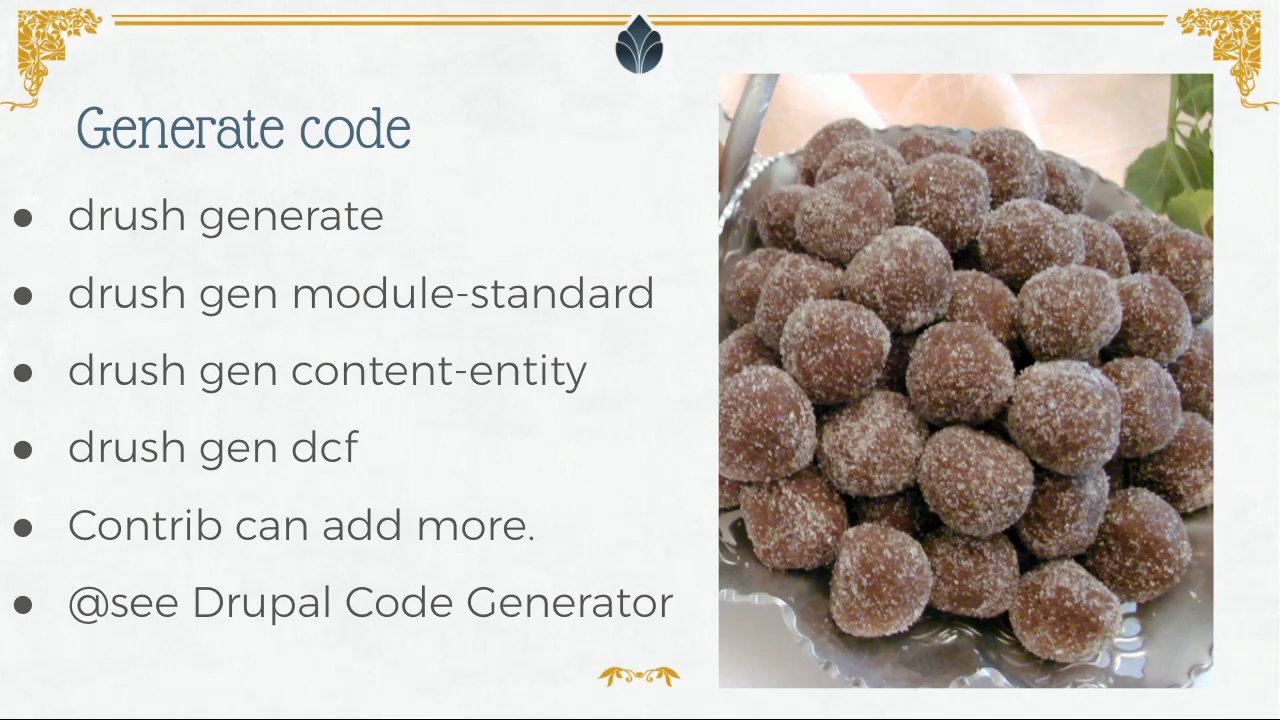 Generate code
● drush generate
● drush gen module-standard
● drush gen content-entity
● drush gen dcf
● Contrib can add more.
● @see Drupal Code Generator